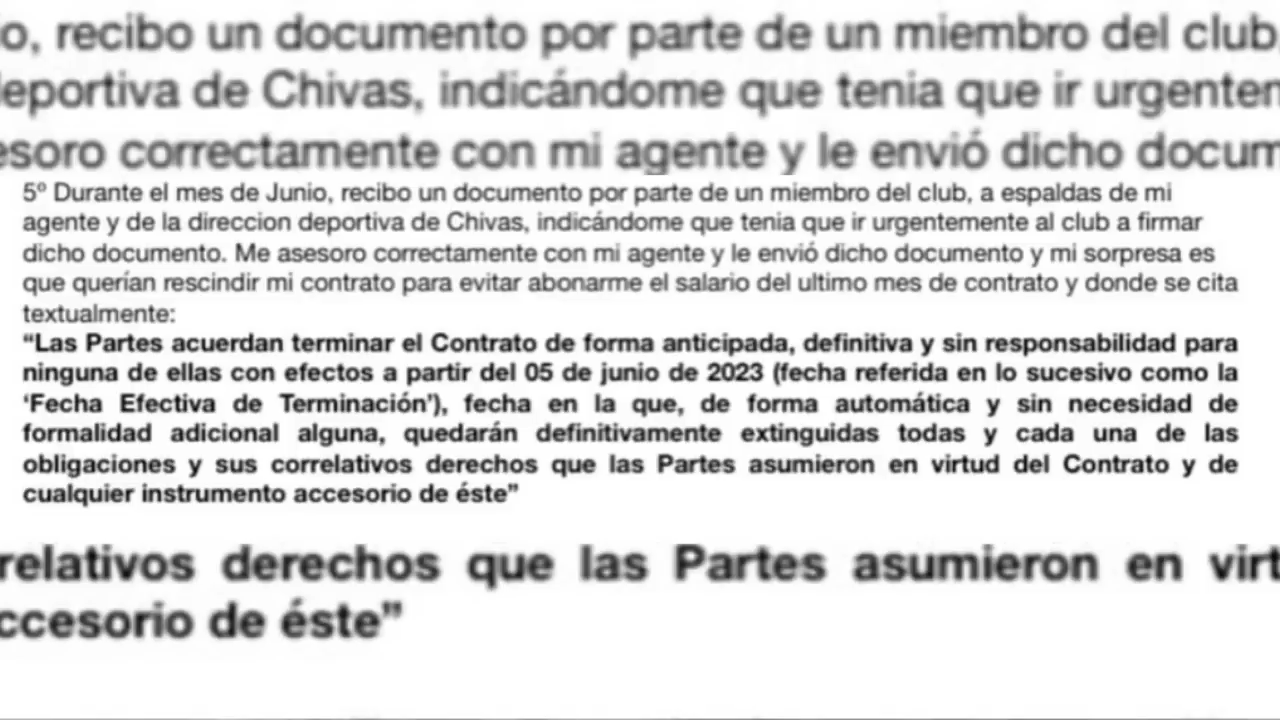 o, recibo un documento por parte de un miembro del club,
deportiva de Chivas, indicándome que tenia que ir urgentem
esoro correctamente con mi agente y le envió dicho docum
5º Durante el mes de Junio, recibo un documento por parte de un miembro del club, a espaldas de mi
agente y de la direccion deportiva de Chivas, indicándome que tenia que ir urgentemente al club a firmar
dicho documento. Me asesoro correctamente con mi agente y le envió dicho documento y mi sorpresa es
que querían rescindir mi contrato para evitar abonarme el salario del ultimo mes de contrato y donde se cita
textualmente:
“Las Partes acuerdan terminar el Contrato de forma anticipada, definitiva y sin responsabilidad para
ninguna de ellas con efectos a partir del 05 de junio de 2023 (fecha referida en lo sucesivo como la
‘Fecha Efectiva de Terminación’), fecha en la que, de forma automática y sin necesidad de
formalidad adicional alguna, quedarán definitivamente extinguidas todas y cada una de las
obligaciones y sus correlativos derechos que las Partes asumieron en virtud del Contrato y de
cualquier instrumento accesorio de éste”
relativos derechos que las Partes asumieron en virt
ccesorio de éste”